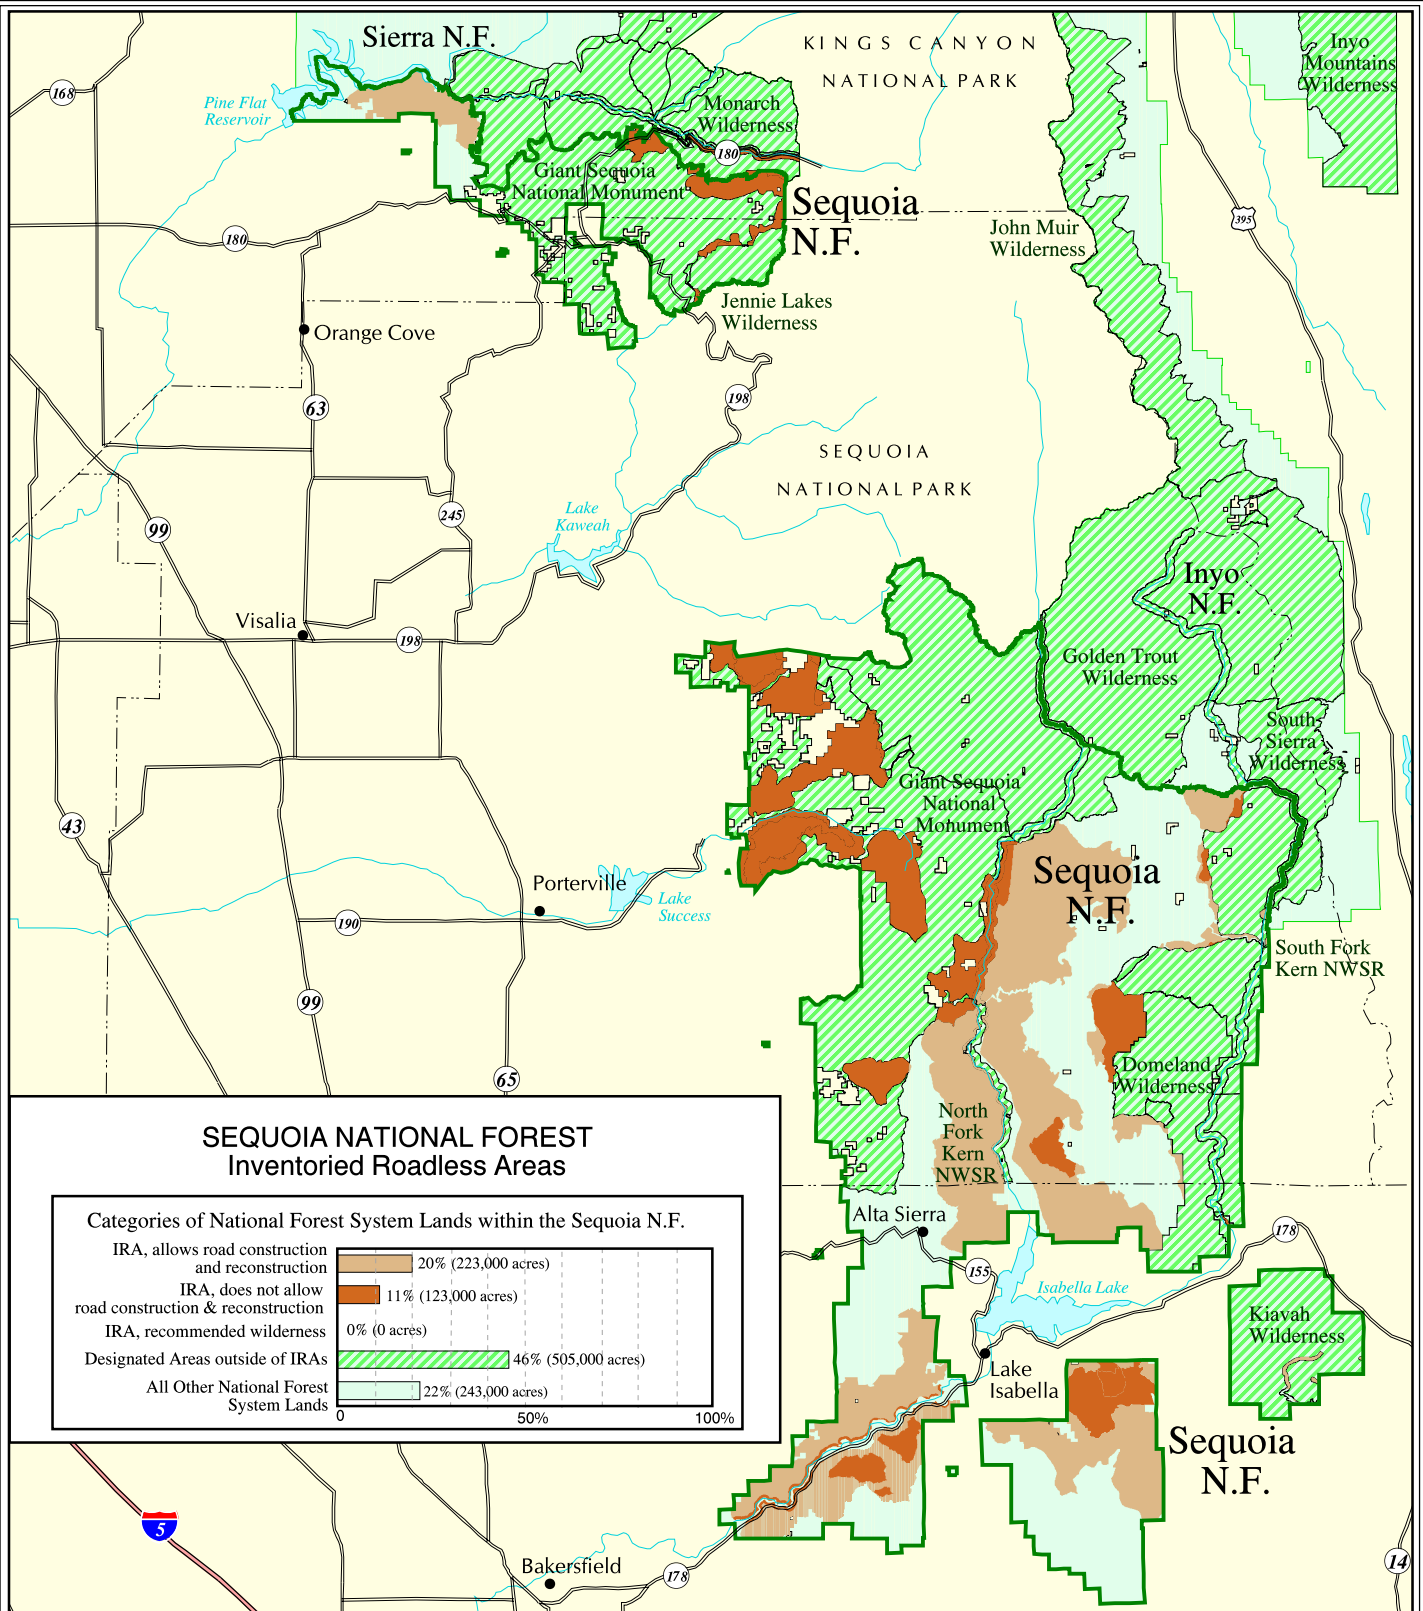 Sierra N.F.
KINGS CANYON
NATIONAL PARK
Inyo
Mountains
Wilderness
168
Pine Flat
Reservoir
Monarch
Wilderness
180
Giant Sequoia
National Monument
Sequoia
N.F.
395
John Muir
Wilderness
180
Jennie Lakes
Wilderness
Orange Cove
198
63
SEQUOIA
NATIONAL PARK
245
Lake
Kaweah
99
Inyo
N.F.
Visalia
198
Golden Trout
Wilderness
South
Sierra
Wilderness
Giant Sequoia
National
Monument
43
Sequoia
N.F.
Porterville
Lake
Success
190
South Fork
Kern NWSR
99
65
Domeland
Wilderness
North
Fork
Kern
NWSR
SEQUOIA NATIONAL FOREST
Inventoried Roadless Areas
Categories of National Forest System Lands within the Sequoia N.F.
IRA, allows road construction
and reconstruction
20% (223,000 acres)
IRA, does not allow
road construction & reconstruction
11% (123,000 acres)
IRA, recommended wilderness
0% (0 acres)
Designated Areas outside of IRAs
46% (505,000 acres)
All Other National Forest
System Lands
22% (243,000 acres)
0
50%
100%
Alta Sierra
178
155
Isabella Lake
Kiavah
Wilderness
Lake
Isabella
Sequoia
N.F.
5
Bakersfield
178
14